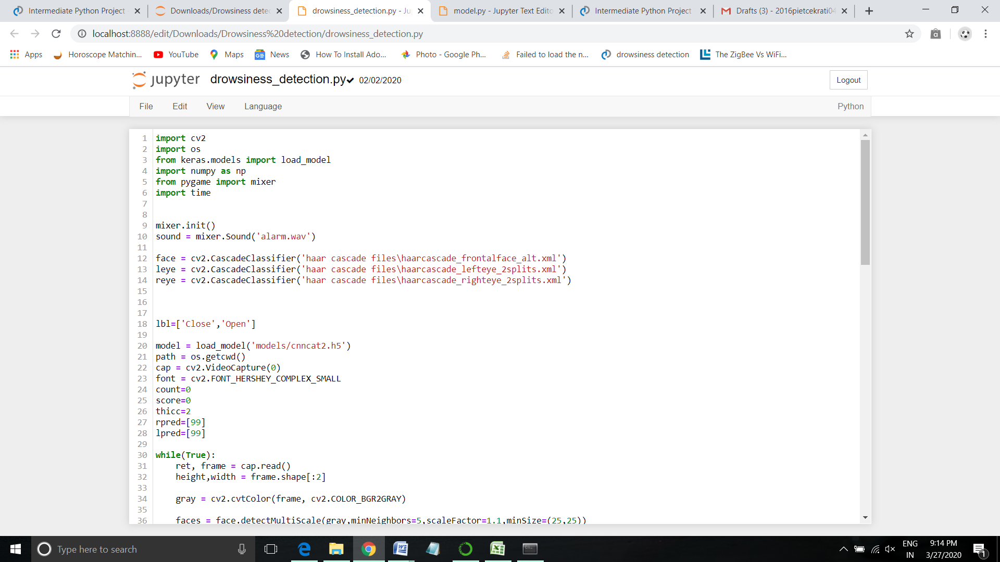 Intermediate Python Project
Downloads/Drowsiness detec
drowsiness_detection.py - Ju
model.py - Jupyter Text Edito
Intermediate Python Project
Drafts (3) - 2016pietcekrati04
localhost:8888/edit/Downloads/Drowsiness%20detection/drowsiness_detection.py
Apps
Horoscope Matchin...
YouTube
Maps
News
How To Install Ado...
Photo - Google Ph...
Failed to load the n...
drowsiness detection
The ZigBee Vs WiFi...
jupyter drowsiness_detection.py 02/02/2020
Logout
File Edit View Language
Python
1 import cv2
2 import os
3 from keras.models import load_model
4 import numpy as np
5 from pygame import mixer
6 import time
7
8
9 mixer.init()
10 sound = mixer.Sound('alarm.wav')
11
12 face = cv2.CascadeClassifier('haar cascade files\haarcascade_frontalface_alt.xml')
13 leye = cv2.CascadeClassifier('haar cascade files\haarcascade_lefteye_2splits.xml')
14 reye = cv2.CascadeClassifier('haar cascade files\haarcascade_righteye_2splits.xml')
15
16
17
18 lbl=['Close','Open']
19
20 model = load_model('models/cnncat2.h5')
21 path = os.getcwd()
22 cap = cv2.VideoCapture(0)
23 font = cv2.FONT_HERSHEY_COMPLEX_SMALL
24 count=0
25 score=0
26 thicc=2
27 rpred=[99]
28 lpred=[99]
29
30 while(True):
31     ret, frame = cap.read()
32     height,width = frame.shape[:2]
33
34     gray = cv2.cvtColor(frame, cv2.COLOR_BGR2GRAY)
35
36     faces = face.detectMultiScale(gray,minNeighbors=5,scaleFactor=1.1,minSize=(25,25))
Type here to search
ENG
IN
9:14 PM
3/27/2020
1